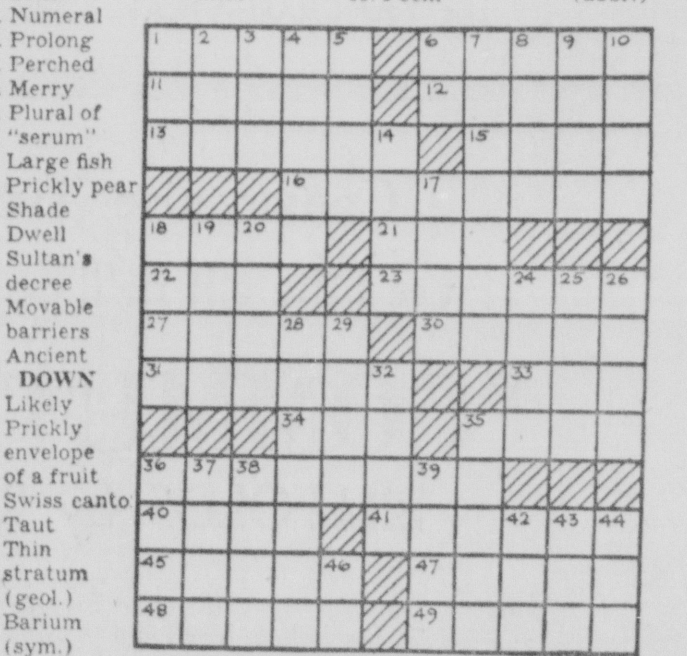 Numeral
Prolong
Perched
Merry
Plural of
"serum"
Large fish
Prickly pear
Shade
Dwell
Sultan's
decree
Movable
barriers
Ancient
DOWN
Likely
Prickly
envelope
of a fruit
Swiss canto
Taut
Thin
stratum
(geol.)
Barium
(sym.)
1 2 3 4 5 6 7 8 9 10
11 12
13 14 15
16 17
18 19 20 21
22 23 24 25 26
27 28 29 30
31 32 33
34 35
36 37 38 39
40 41 42 43 44
45 46 47
48 49